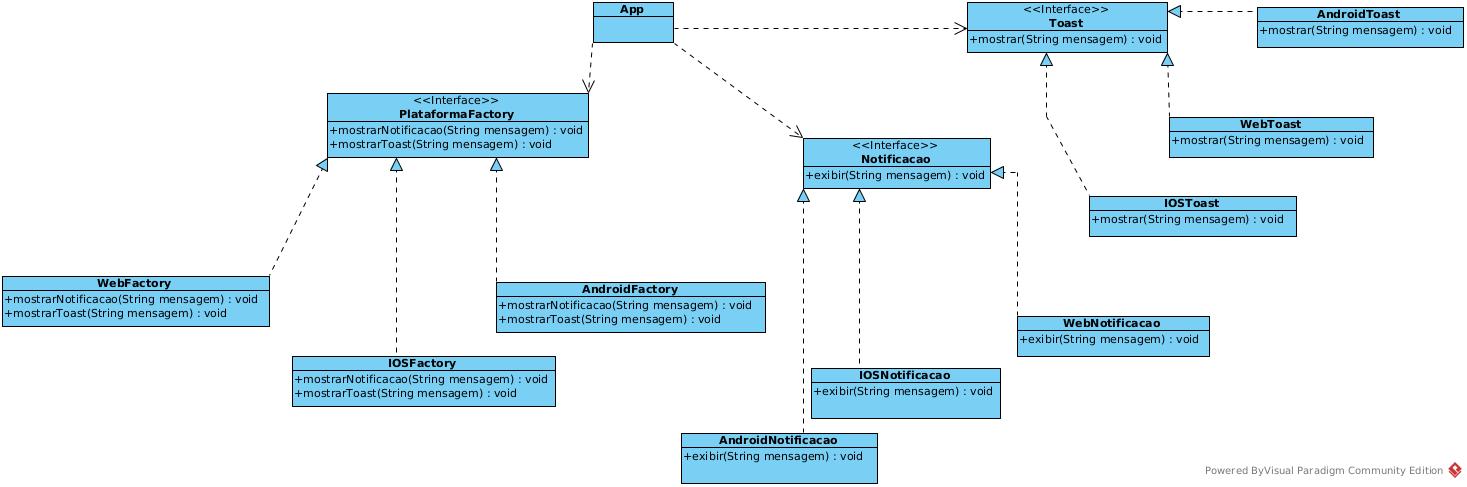 App
<<Interface>>
Toast
+mostrar(String mensagem) : void
AndroidToast
+mostrar(String mensagem) : void
<<Interface>>
PlataformaFactory
+mostrarNotificacao(String mensagem) : void
+mostrarToast(String mensagem) : void
WebToast
+mostrar(String mensagem) : void
<<Interface>>
Notificacao
+exibir(String mensagem) : void
IOSToast
+mostrar(String mensagem) : void
WebFactory
+mostrarNotificacao(String mensagem) : void
+mostrarToast(String mensagem) : void
AndroidFactory
+mostrarNotificacao(String mensagem) : void
+mostrarToast(String mensagem) : void
WebNotificacao
+exibir(String mensagem) : void
IOSFactory
+mostrarNotificacao(String mensagem) : void
+mostrarToast(String mensagem) : void
IOSNotificacao
+exibir(String mensagem) : void
AndroidNotificacao
+exibir(String mensagem) : void
Powered ByVisual Paradigm Community Edition